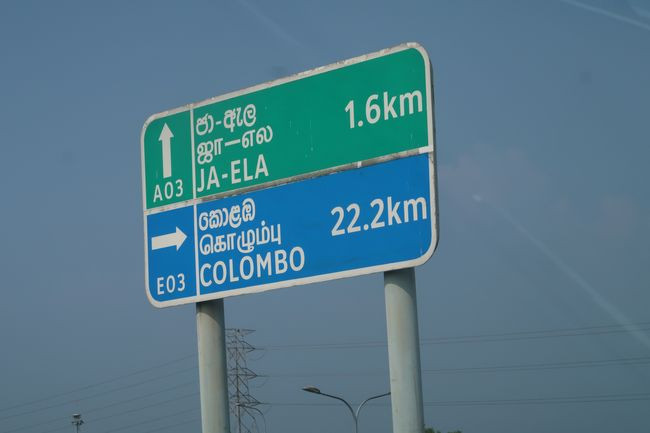 A03
ජා-ඇල
ஜா-எல
JA-ELA
1.6km
E03
කොළඹ
கொழும்பு
COLOMBO
22.2km